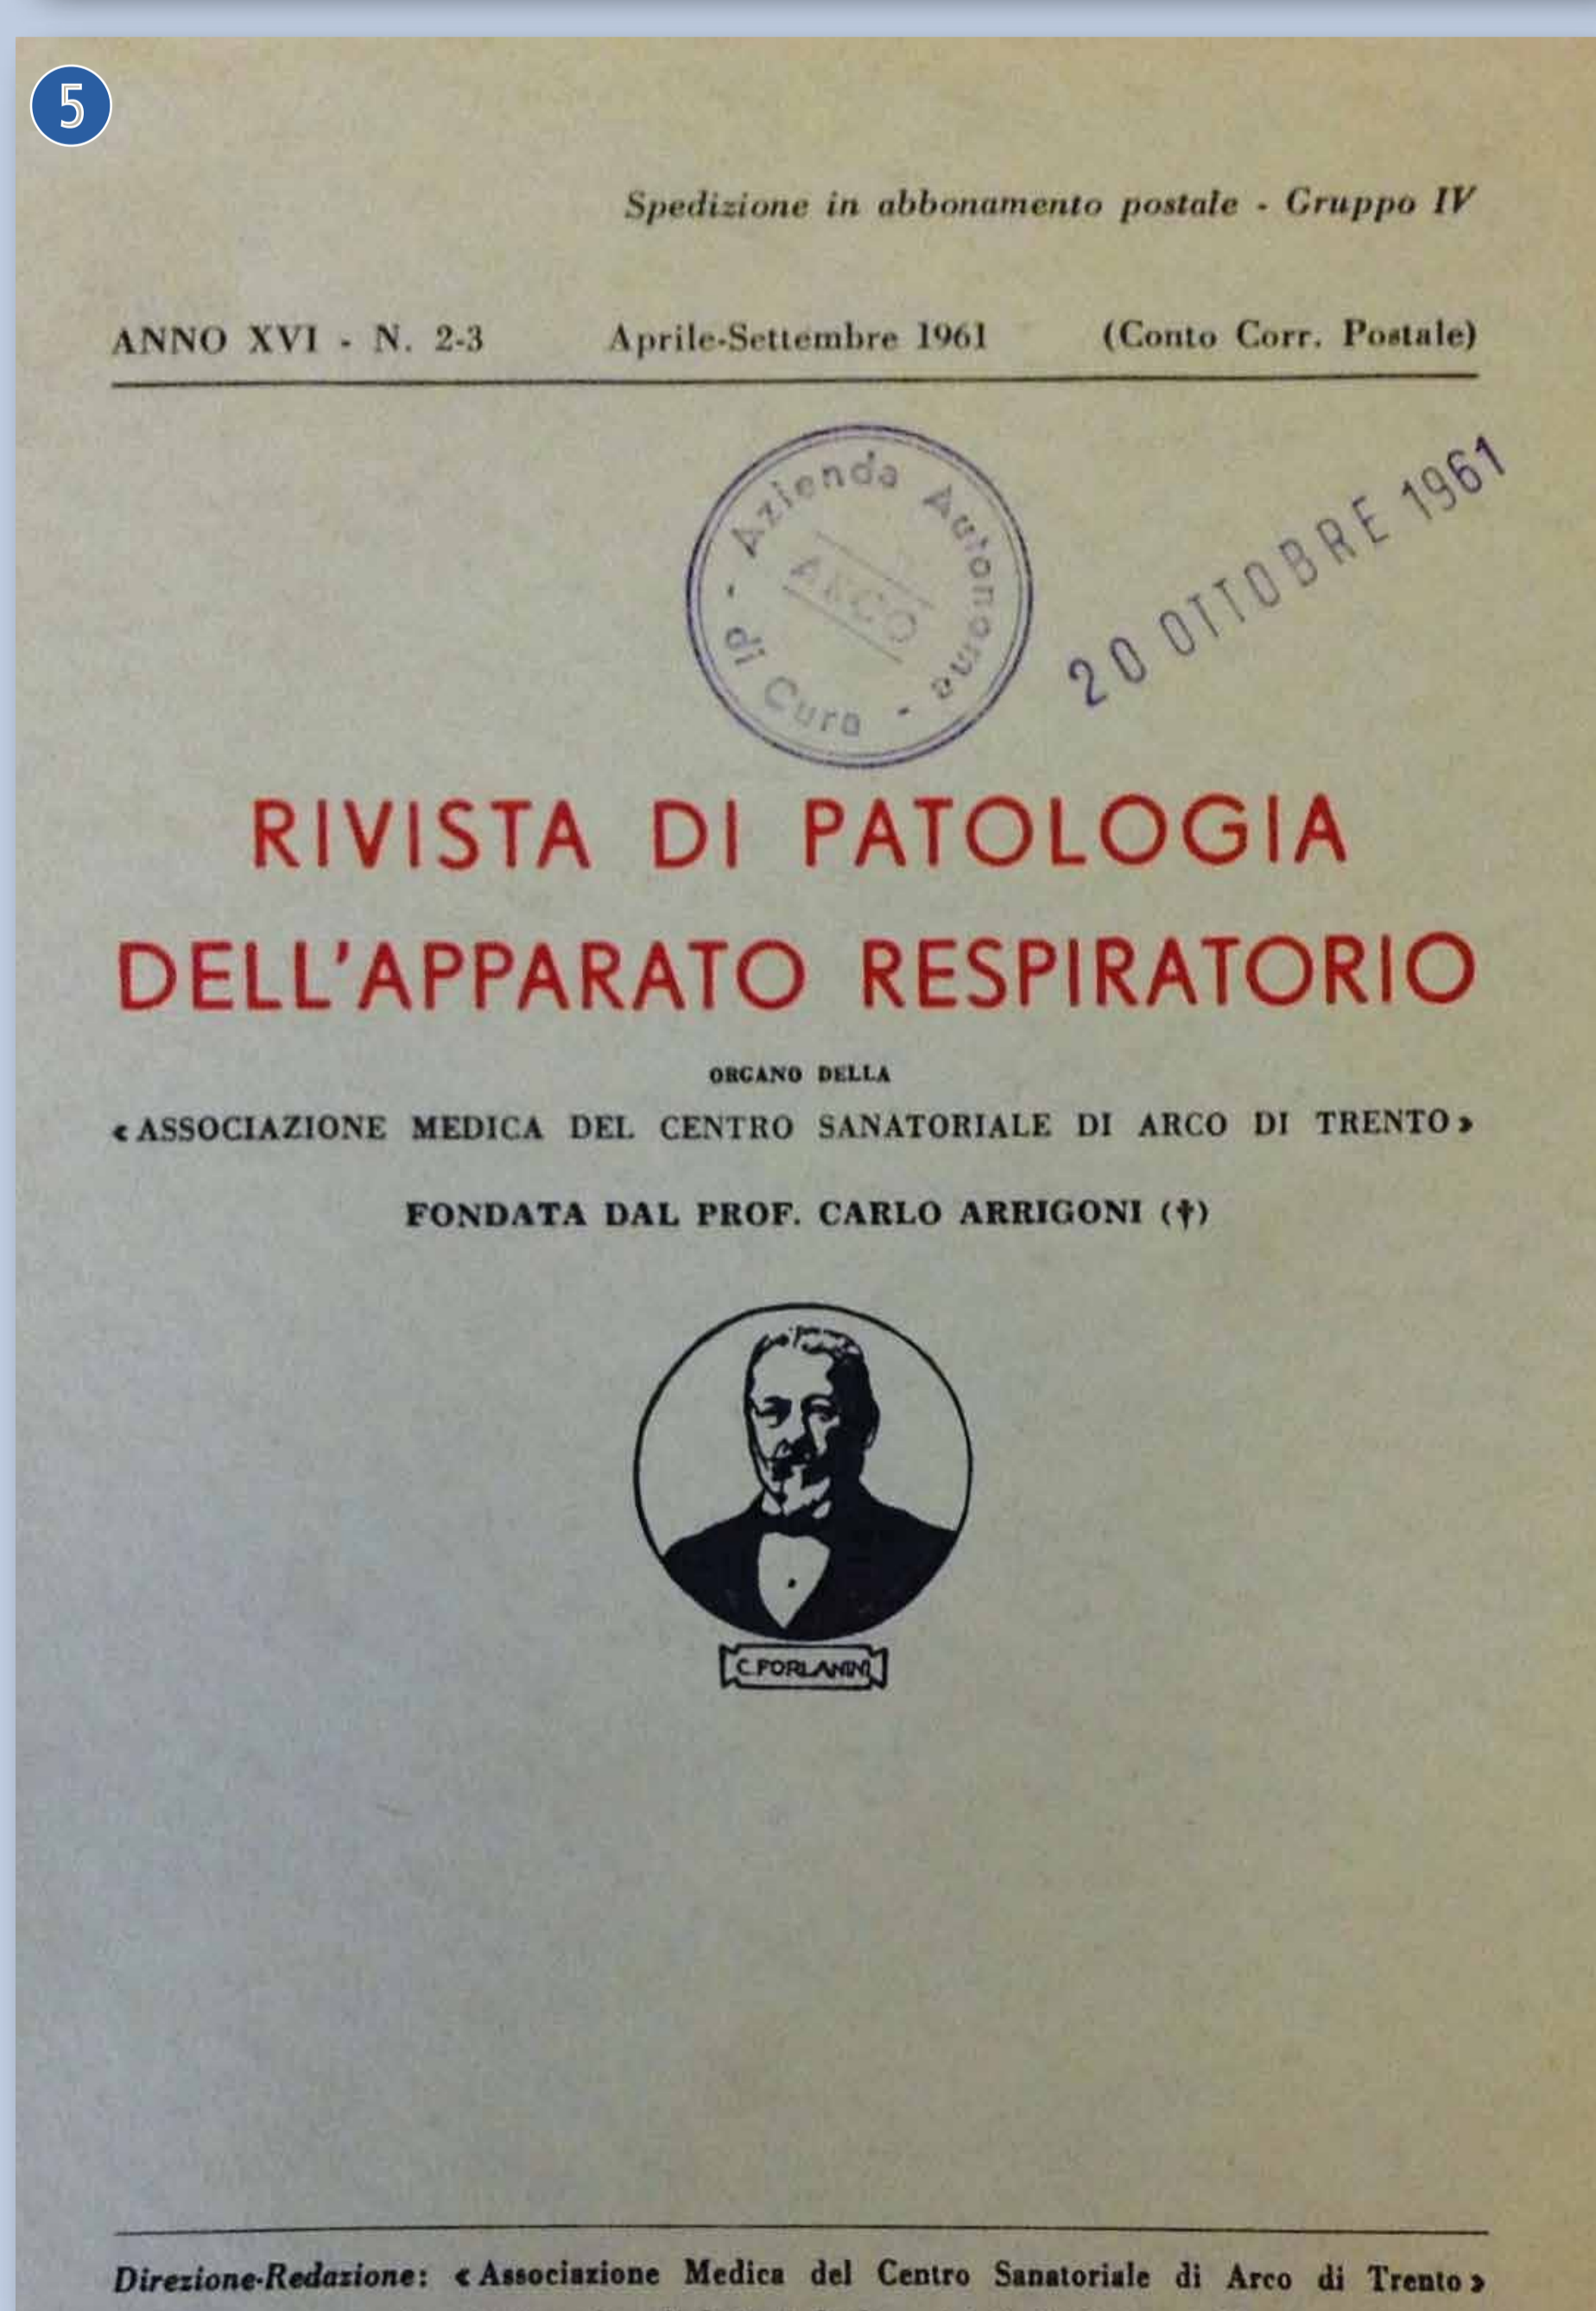 5
Spedizione in abbonamento postale - Gruppo IV
ANNO XVI - N. 2-3 Aprile-Settembre 1961 (Conto Corr. Postale)
Azienda Autonoma - di Cura -
ARCO
20 OTTOBRE 1961
RIVISTA DI PATOLOGIA
DELL'APPARATO RESPIRATORIO
ORGANO DELLA
«ASSOCIAZIONE MEDICA DEL CENTRO SANATORIALE DI ARCO DI TRENTO»
FONDATA DAL PROF. CARLO ARRIGONI (†)
C. FORLANINI
Direzione-Redazione: «Associazione Medica del Centro Sanatoriale di Arco di Trento»